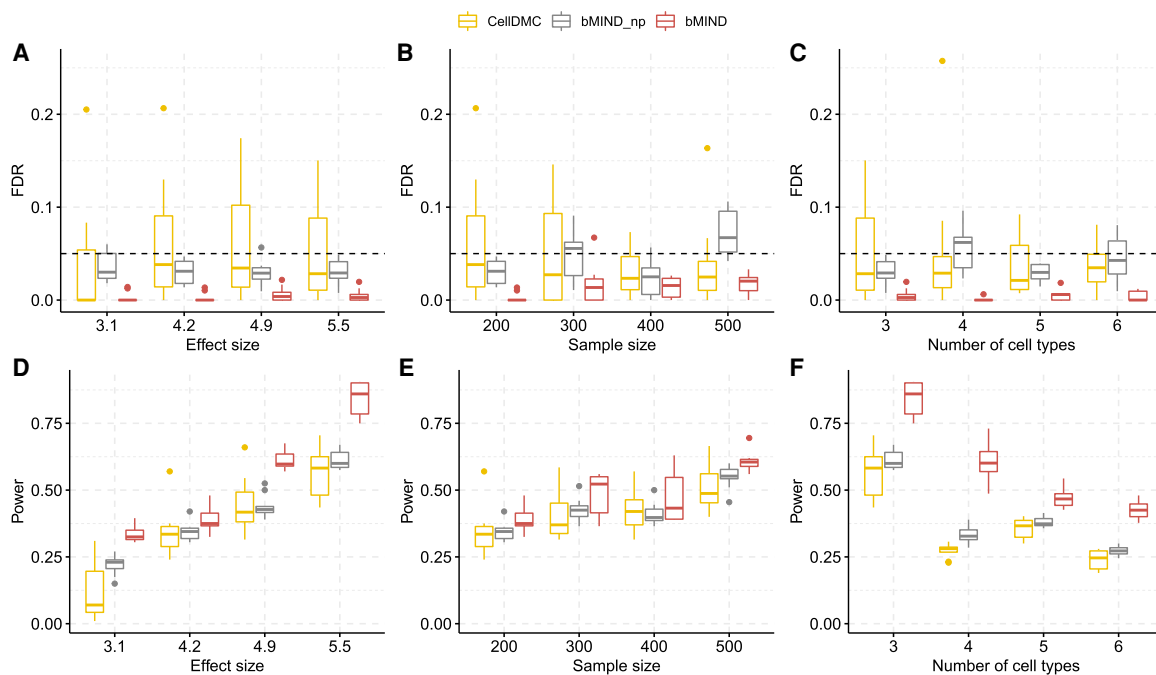 CellDMC bMIND_np bMIND
A B C
FDR
0.2
0.1
0.0
3.1 4.2 4.9 5.5
Effect size
FDR
0.2
0.1
0.0
200 300 400 500
Sample size
FDR
0.2
0.1
0.0
3 4 5 6
Number of cell types
D E F
Power
0.75
0.50
0.25
0.00
3.1 4.2 4.9 5.5
Effect size
Power
0.75
0.50
0.25
0.00
200 300 400 500
Sample size
Power
0.75
0.50
0.25
0.00
3 4 5 6
Number of cell types